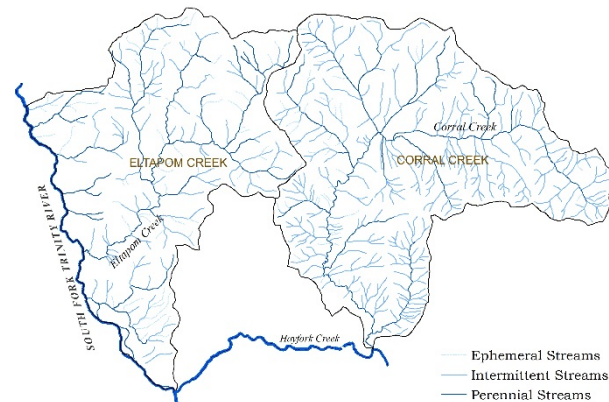 Corral Creek
ELTAPOM CREEK
CORRAL CREEK
Eltapom Creek
SOUTH FORK TRINITY RIVER
Hayfork Creek
Ephemeral Streams
Intermittent Streams
Perennial Streams